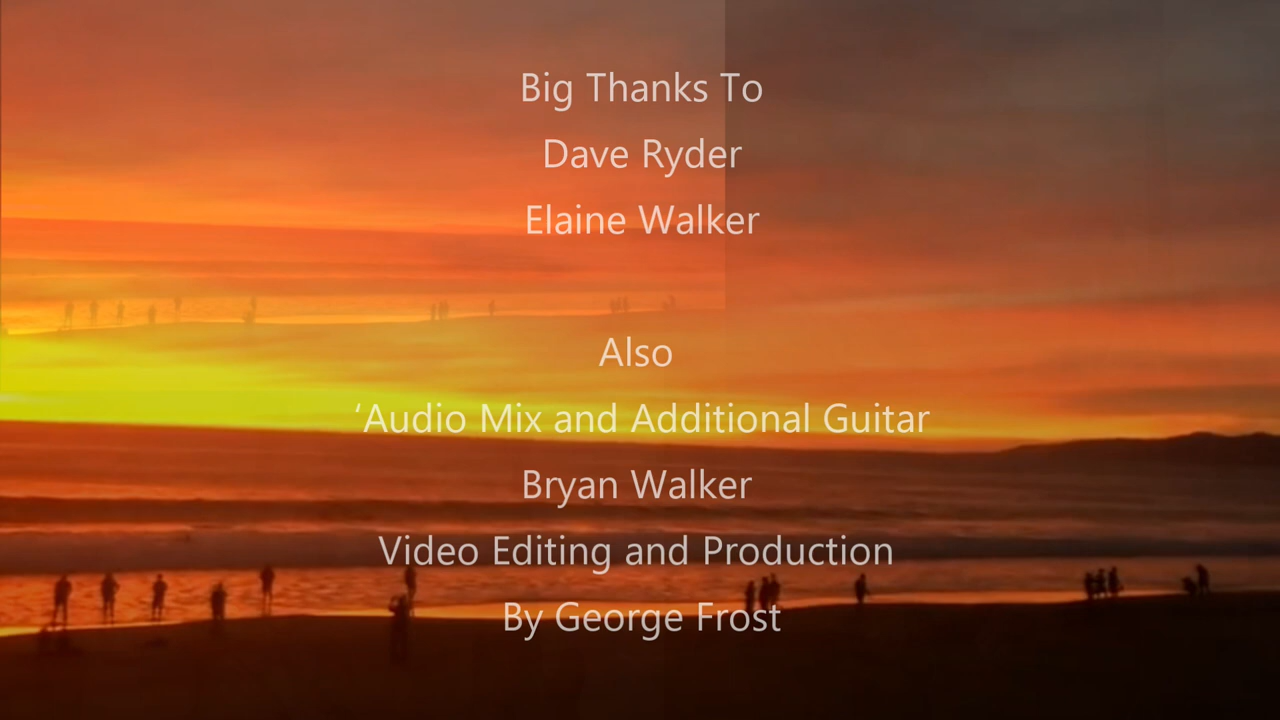 Big Thanks To
Dave Ryder
Elaine Walker
Also
‘Audio Mix and Additional Guitar
Bryan Walker
Video Editing and Production
By George Frost